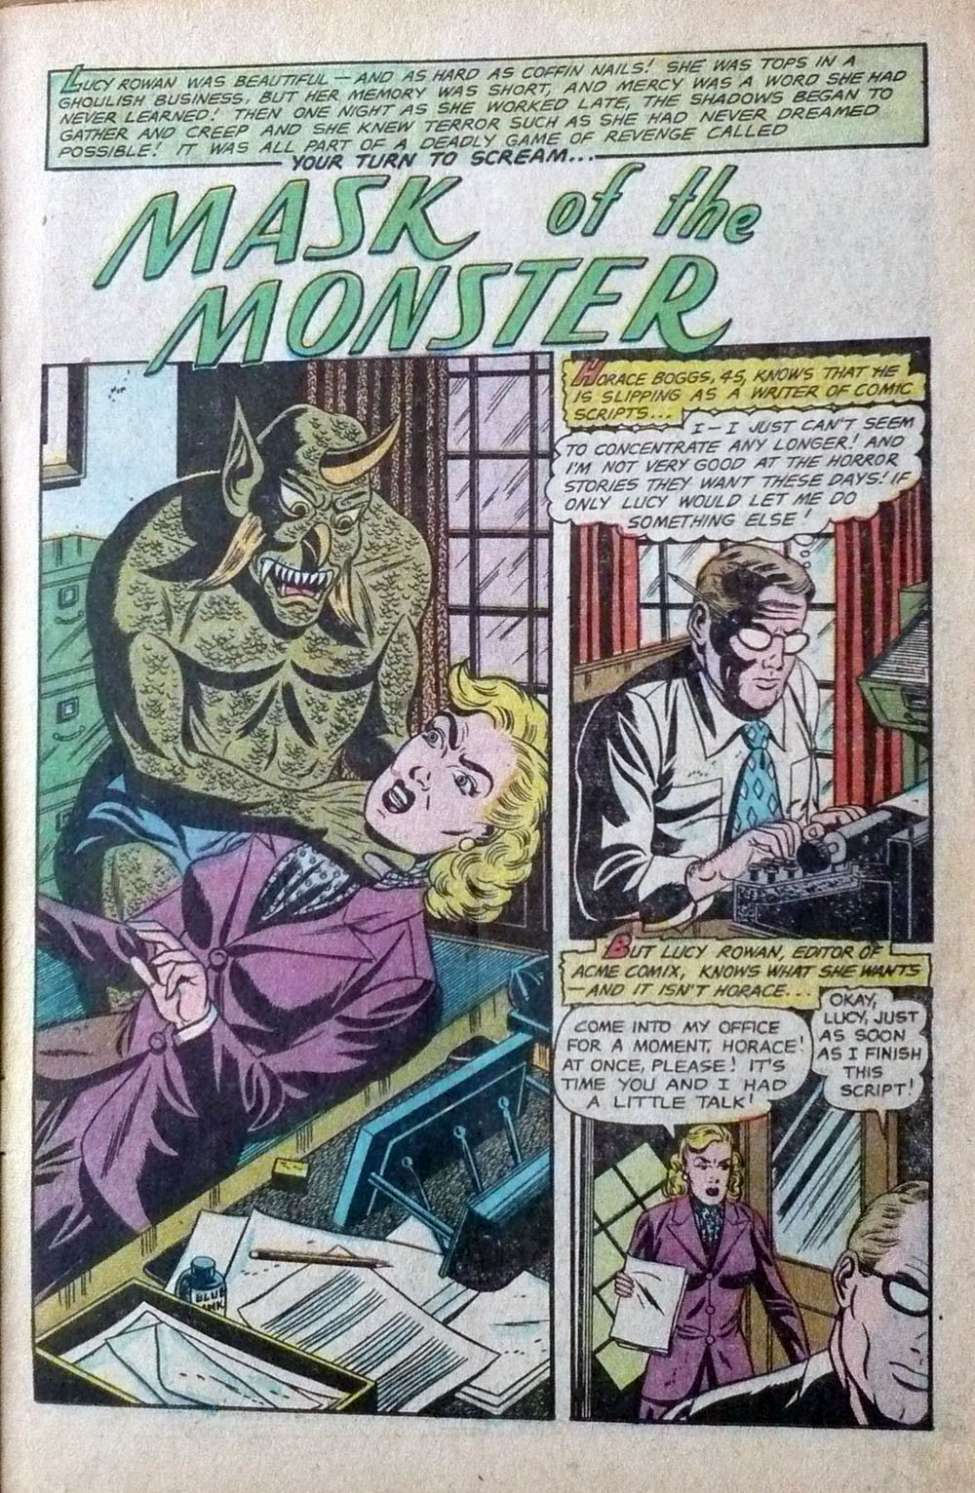 LUCY ROWAN WAS BEAUTIFUL — AND AS HARD AS COFFIN NAILS! SHE WAS TOPS IN A
GHOULISH BUSINESS, BUT HER MEMORY WAS SHORT, AND MERCY WAS A WORD SHE HAD
NEVER LEARNED! THEN ONE NIGHT AS SHE WORKED LATE, THE SHADOWS BEGAN TO
GATHER AND CREEP AND SHE KNEW TERROR SUCH AS SHE HAD NEVER DREAMED
POSSIBLE! IT WAS ALL PART OF A DEADLY GAME OF REVENGE CALLED
YOUR TURN TO SCREAM...
MASK of the
MONSTER
HORACE BOGGS, 45, KNOWS THAT HE
IS SLIPPING AS A WRITER OF COMIC
SCRIPTS...
I - I JUST CAN'T SEEM
TO CONCENTRATE ANY LONGER! AND
I'M NOT VERY GOOD AT THE HORROR
STORIES THEY WANT THESE DAYS! IF
ONLY LUCY WOULD LET ME DO
SOMETHING ELSE!
BUT LUCY ROWAN, EDITOR OF
ACME COMIX, KNOWS WHAT SHE WANTS
— AND IT ISN'T HORACE...
COME INTO MY OFFICE
FOR A MOMENT, HORACE!
AT ONCE, PLEASE! IT'S
TIME YOU AND I HAD
A LITTLE TALK!
OKAY,
LUCY, JUST
AS SOON
AS I FINISH
THIS
SCRIPT!
BLUE
INK